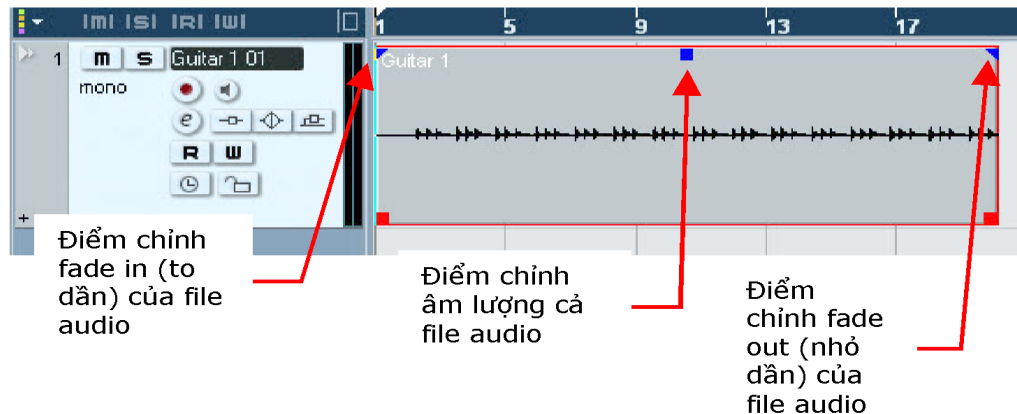 ImI ISI IRI IWI 1 5 9 13 17
1 m S Guitar 1 01
Guitar 1
mono
e
R W
+
Điểm chỉnh
fade in (to
dần) của file
audio
Điểm chỉnh
âm lượng cả
file audio
Điểm
chỉnh fade
out (nhỏ
dần) của
file audio